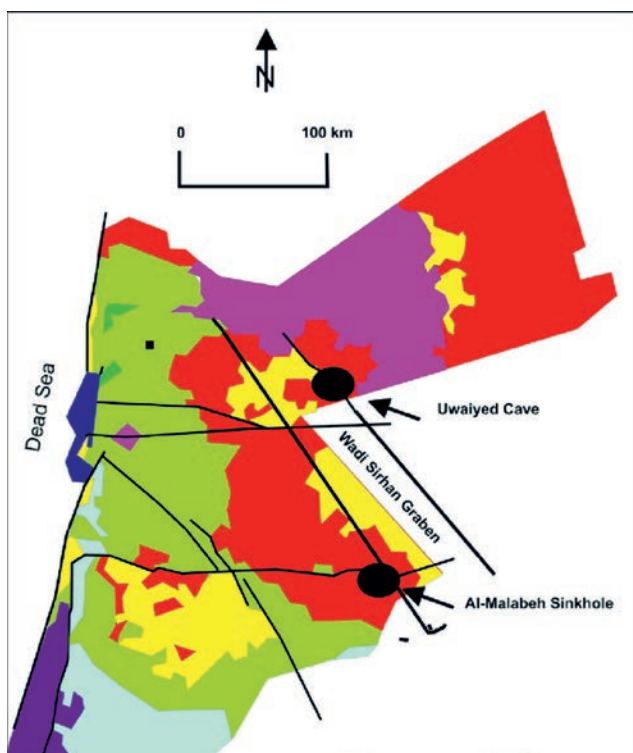 N
0 100 km
Dead Sea
Uwaiyed Cave
Wadi Sirhan Graben
Al-Malabeh Sinkhole